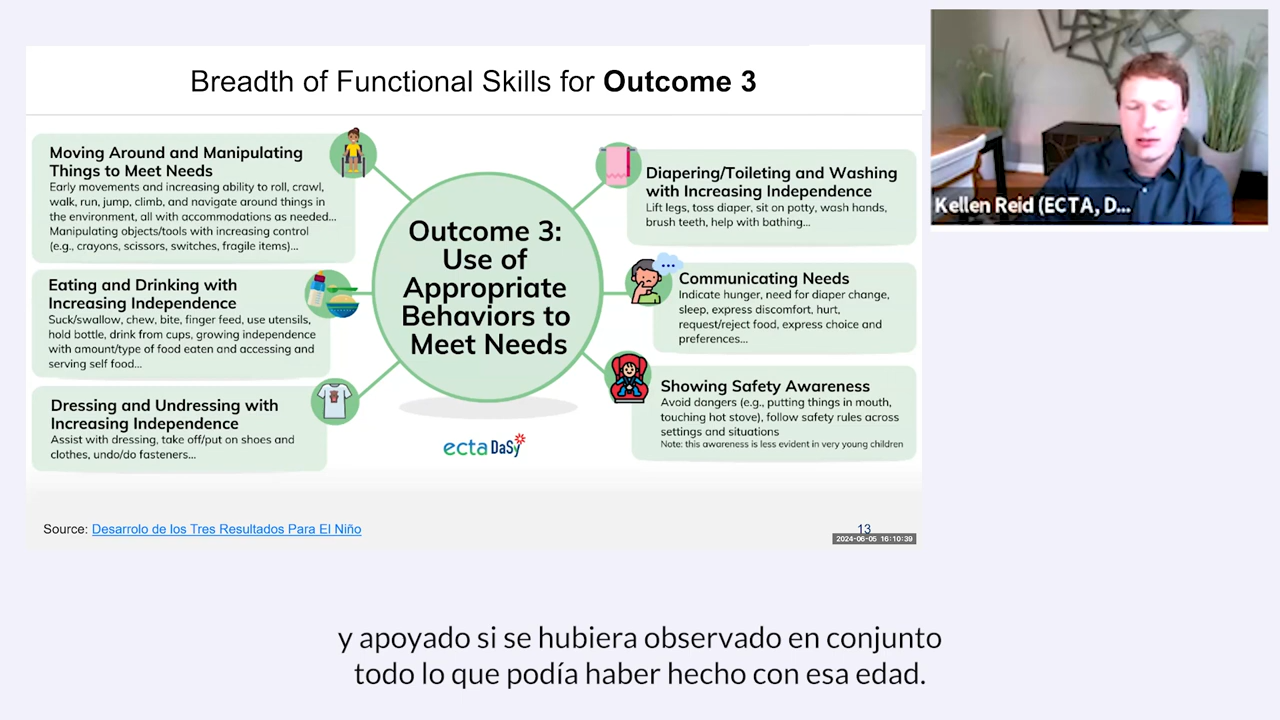 Breadth of Functional Skills for Outcome 3
Moving Around and Manipulating
Things to Meet Needs
Early movements and increasing ability to roll, crawl,
walk, run, jump, climb, and navigate around things in
the environment, all with accommodations as needed...
Manipulating objects/tools with increasing control
(e.g., crayons, scissors, switches, fragile items)...
Eating and Drinking with
Increasing Independence
Suck/swallow, chew, bite, finger feed, use utensils,
hold bottle, drink from cups, growing independence
with amount/type of food eaten and accessing and
serving self food...
Dressing and Undressing with
Increasing Independence
Assist with dressing, take off/put on shoes and
clothes, undo/do fasteners...
Outcome 3:
Use of
Appropriate
Behaviors to
Meet Needs
ecta DaSy
Diapering/Toileting and Washing
with Increasing Independence
Lift legs, toss diaper, sit on potty, wash hands,
brush teeth, help with bathing...
Communicating Needs
Indicate hunger, need for diaper change,
sleep, express discomfort, hurt,
request/reject food, express choice and
preferences...
Showing Safety Awareness
Avoid dangers (e.g., putting things in mouth,
touching hot stove), follow safety rules across
settings and situations
Note: this awareness is less evident in very young children
Source: Desarrolo de los Tres Resultados Para El Niño
13
2024-06-05 16:10:39
Kellen Reid (ECTA, D...
y apoyado si se hubiera observado en conjunto
todo lo que podía haber hecho con esa edad.